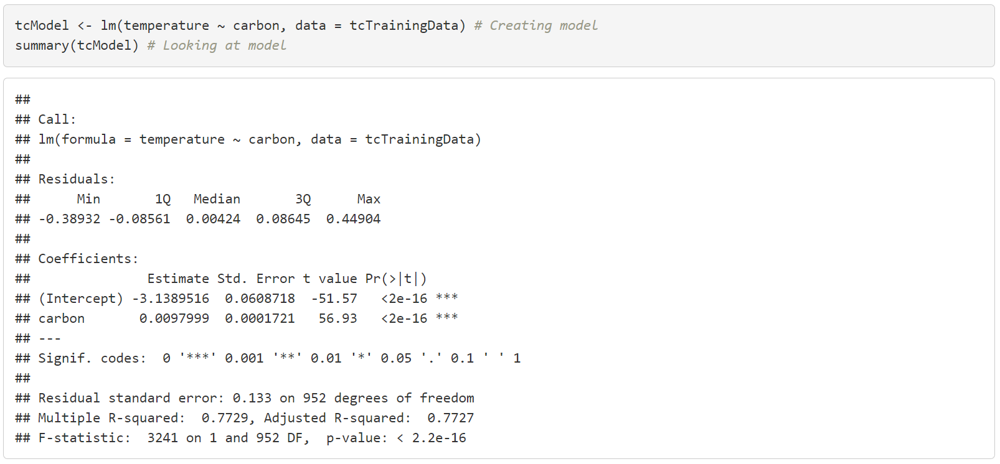 tcModel <- lm(temperature ~ carbon, data = tcTrainingData) # Creating model
summary(tcModel) # Looking at model
##
## Call:
## lm(formula = temperature ~ carbon, data = tcTrainingData)
##
## Residuals:
##      Min       1Q   Median       3Q      Max
## -0.38932 -0.08561  0.00424  0.08645  0.44904
##
## Coefficients:
##               Estimate Std. Error t value Pr(>|t|)
## (Intercept) -3.1389516  0.0608718  -51.57   <2e-16 ***
## carbon       0.0097999  0.0001721   56.93   <2e-16 ***
## ---
## Signif. codes:  0 '***' 0.001 '**' 0.01 '*' 0.05 '.' 0.1 ' ' 1
##
## Residual standard error: 0.133 on 952 degrees of freedom
## Multiple R-squared:  0.7729, Adjusted R-squared:  0.7727
## F-statistic:  3241 on 1 and 952 DF,  p-value: < 2.2e-16